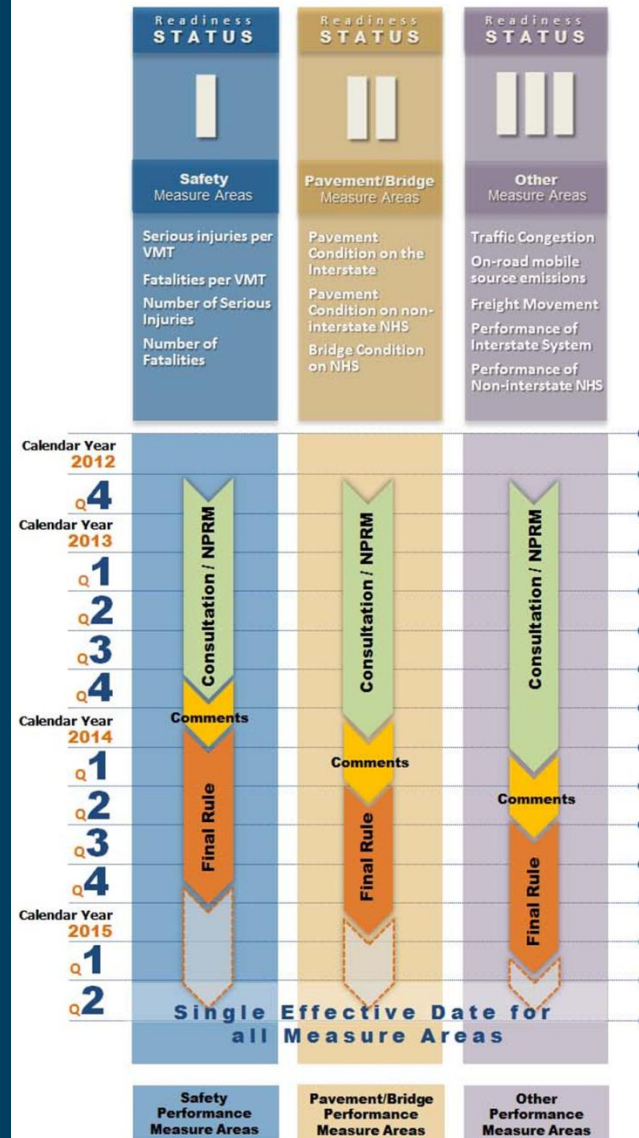 Readiness
STATUS
I
Safety
Measure Areas
Serious injuries per
VMT
Fatalities per VMT
Number of Serious
Injuries
Number of
Fatalities
Readiness
STATUS
II
Pavement/Bridge
Measure Areas
Pavement
Condition on the
Interstate
Pavement
Condition on non-
interstate NHS
Bridge Condition
on NHS
Readiness
STATUS
III
Other
Measure Areas
Traffic Congestion
On-road mobile
source emissions
Freight Movement
Performance of
Interstate System
Performance of
Non-interstate NHS
Calendar Year
2012
Q4
Calendar Year
2013
Q1
Q2
Q3
Q4
Calendar Year
2014
Q1
Q2
Q3
Q4
Calendar Year
2015
Q1
Q2
Consultation / NPRM
Comments
Final Rule
Consultation / NPRM
Comments
Final Rule
Consultation / NPRM
Comments
Final Rule
Single Effective Date for
all Measure Areas
Safety
Performance
Measure Areas
Pavement/Bridge
Performance
Measure Areas
Other
Performance
Measure Areas